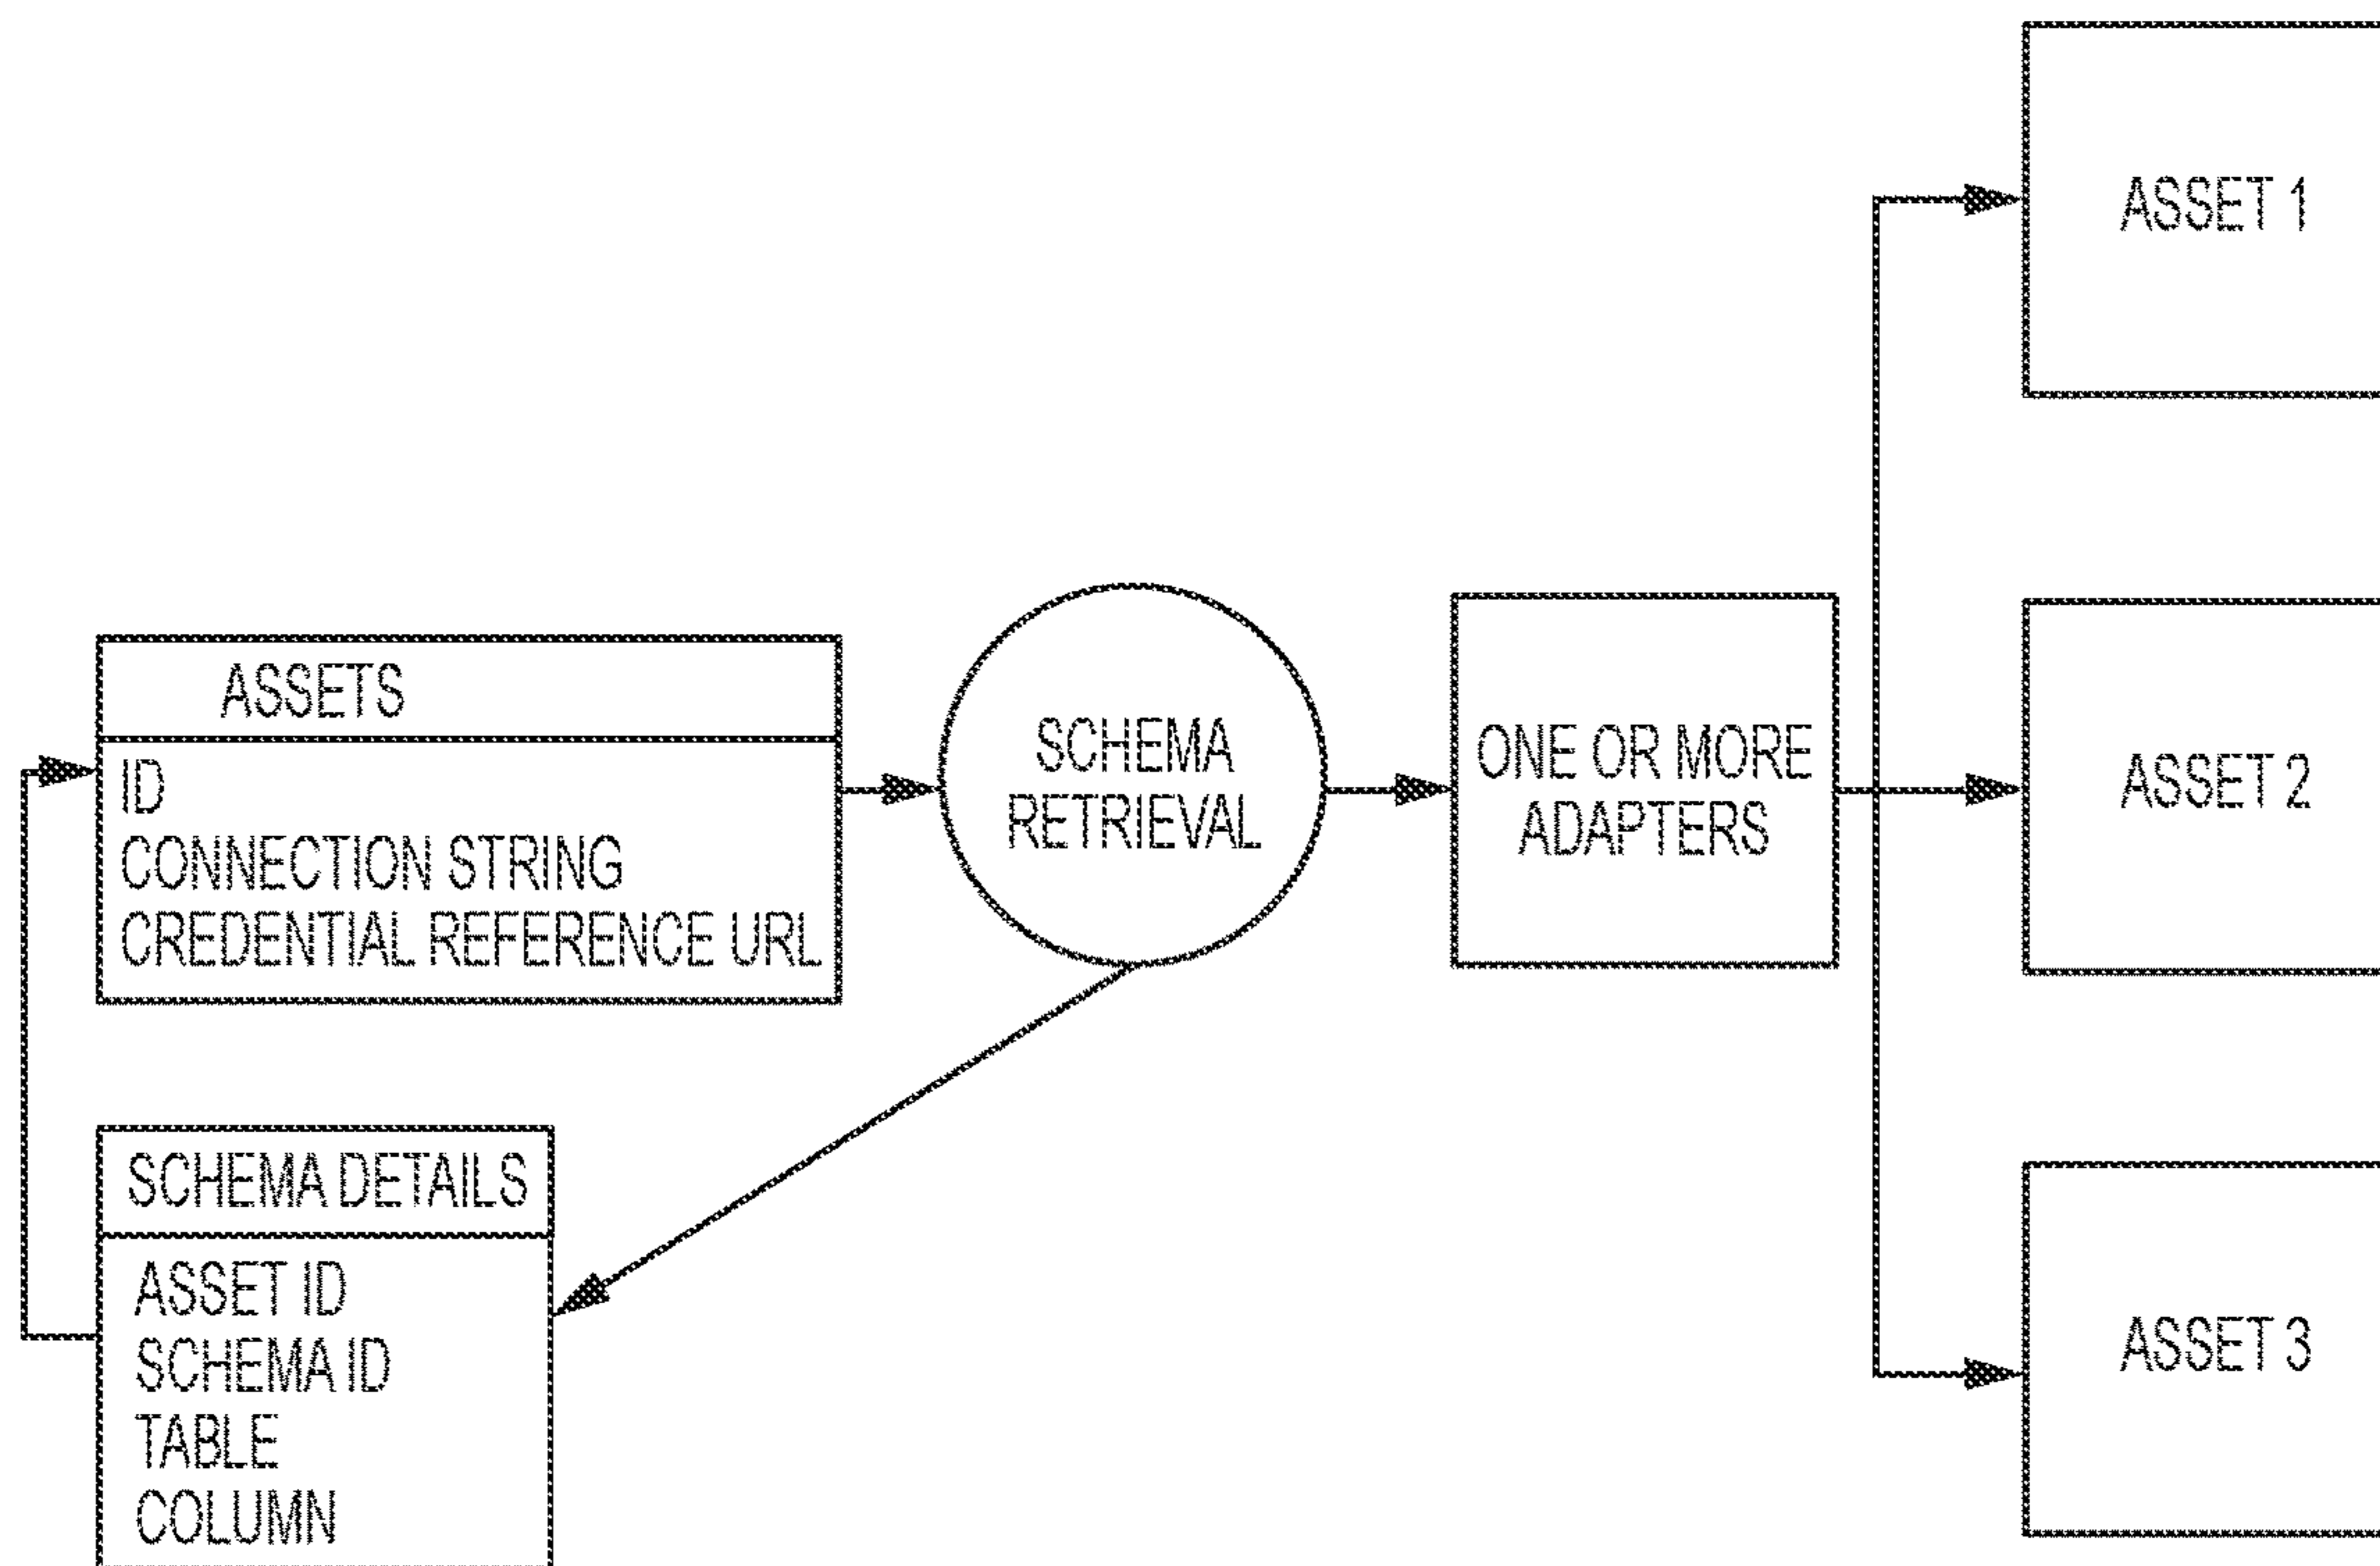 ASSET 1
ASSETS
ID
CONNECTION STRING
CREDENTIAL REFERENCE URL
SCHEMA
RETRIEVAL
ONE OR MORE
ADAPTERS
ASSET 2
SCHEMA DETAILS
ASSET ID
SCHEMA ID
TABLE
COLUMN
ASSET 3